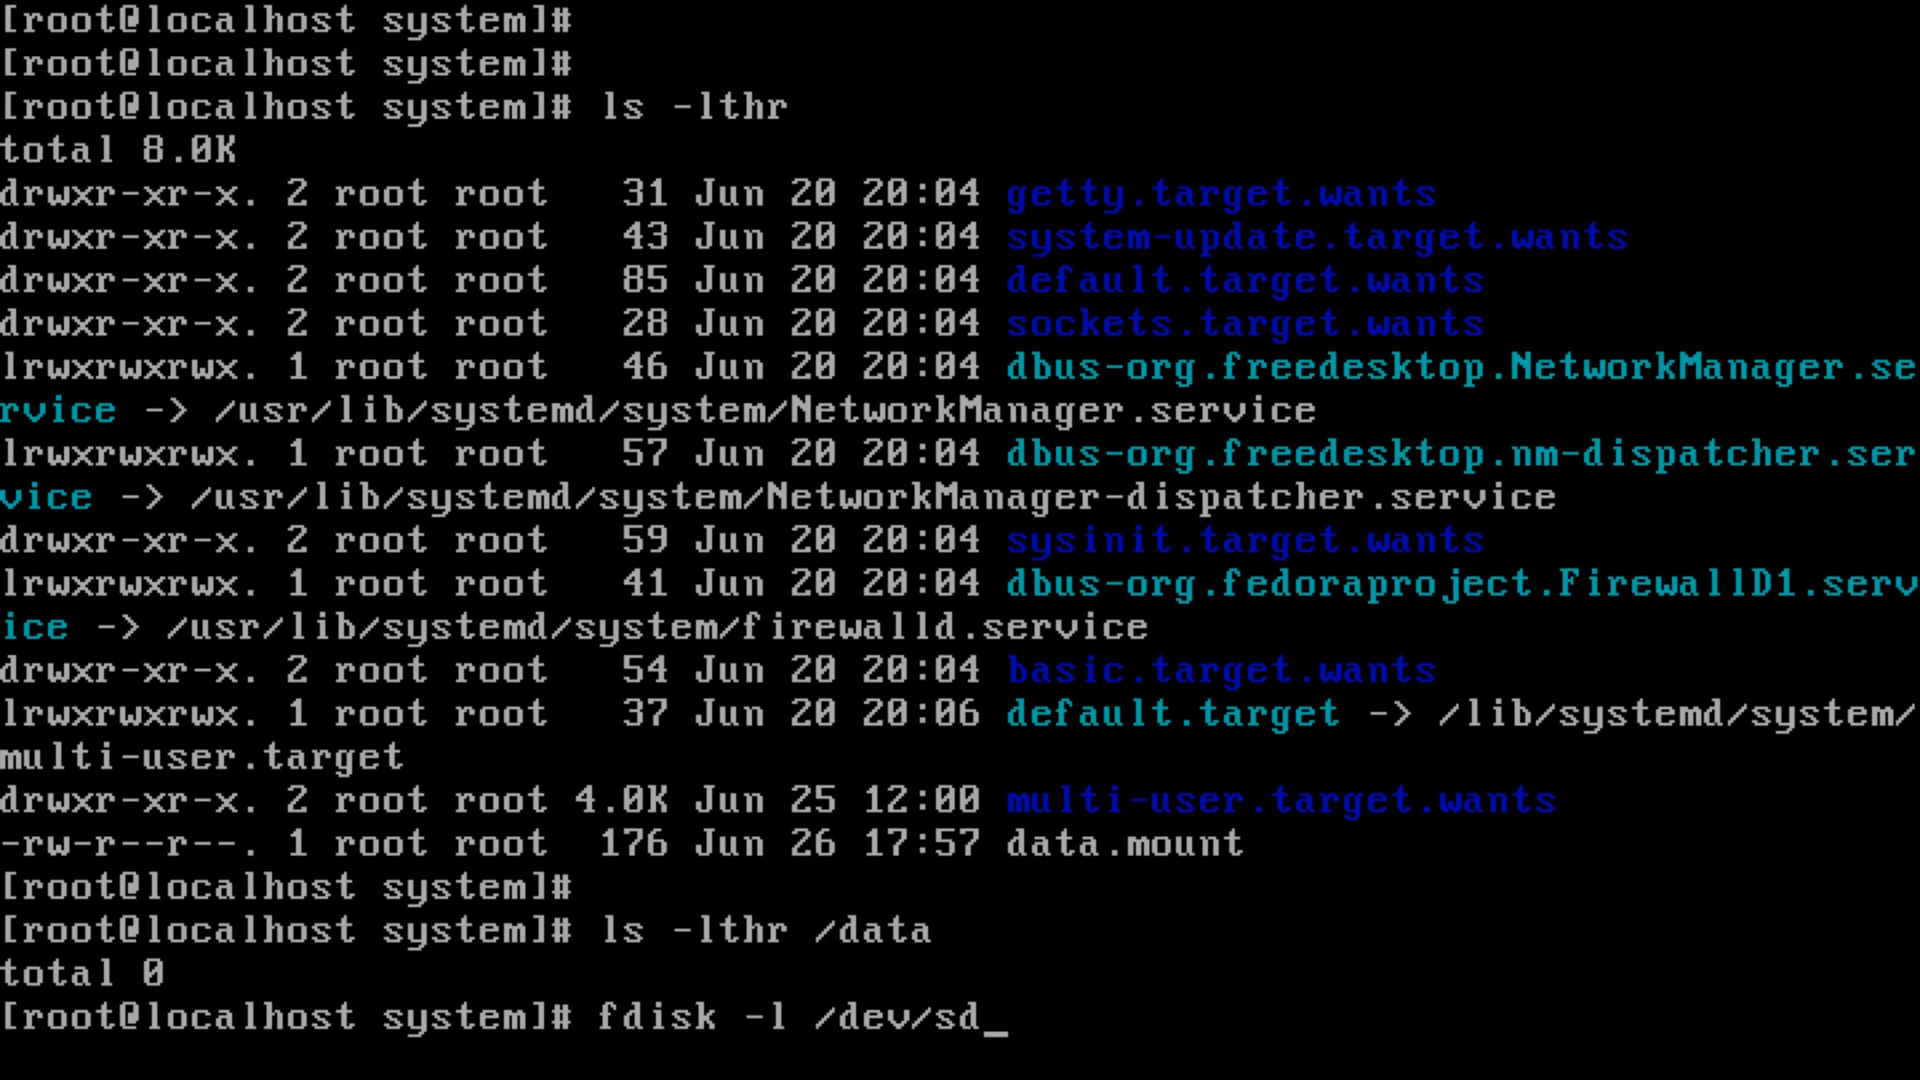 [root@localhost system]#
[root@localhost system]#
[root@localhost system]# ls -lthr
total 8.0K
drwxr-xr-x. 2 root root   31 Jun 20 20:04 getty.target.wants
drwxr-xr-x. 2 root root   43 Jun 20 20:04 system-update.target.wants
drwxr-xr-x. 2 root root   85 Jun 20 20:04 default.target.wants
drwxr-xr-x. 2 root root   28 Jun 20 20:04 sockets.target.wants
lrwxrwxrwx. 1 root root   46 Jun 20 20:04 dbus-org.freedesktop.NetworkManager.se
rvice -> /usr/lib/systemd/system/NetworkManager.service
lrwxrwxrwx. 1 root root   57 Jun 20 20:04 dbus-org.freedesktop.nm-dispatcher.ser
vice -> /usr/lib/systemd/system/NetworkManager-dispatcher.service
drwxr-xr-x. 2 root root   59 Jun 20 20:04 sysinit.target.wants
lrwxrwxrwx. 1 root root   41 Jun 20 20:04 dbus-org.fedoraproject.FirewallD1.serv
ice -> /usr/lib/systemd/system/firewalld.service
drwxr-xr-x. 2 root root   54 Jun 20 20:04 basic.target.wants
lrwxrwxrwx. 1 root root   37 Jun 20 20:06 default.target -> /lib/systemd/system/
multi-user.target
drwxr-xr-x. 2 root root 4.0K Jun 25 12:00 multi-user.target.wants
-rw-r--r--. 1 root root  176 Jun 26 17:57 data.mount
[root@localhost system]#
[root@localhost system]# ls -lthr /data
total 0
[root@localhost system]# fdisk -l /dev/sd_